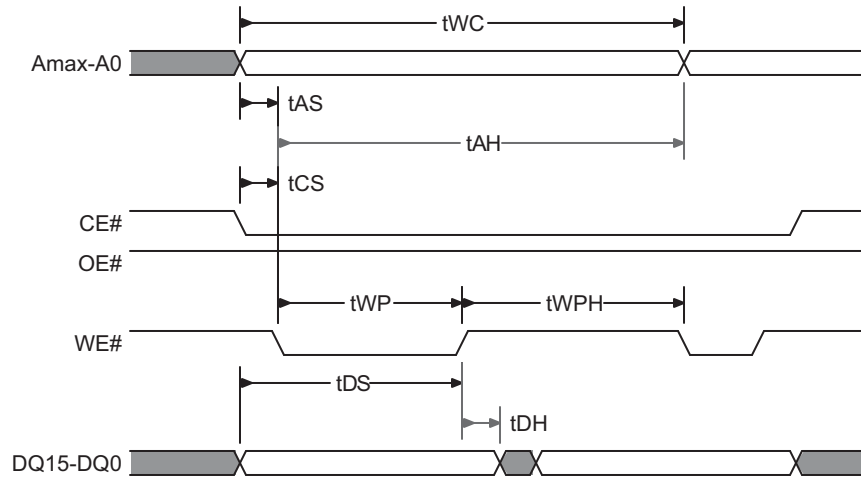 tWC
Amax-A0
tAS
tAH
tCS
CE#
OE#
tWP
tWPH
WE#
tDS
tDH
DQ15-DQ0